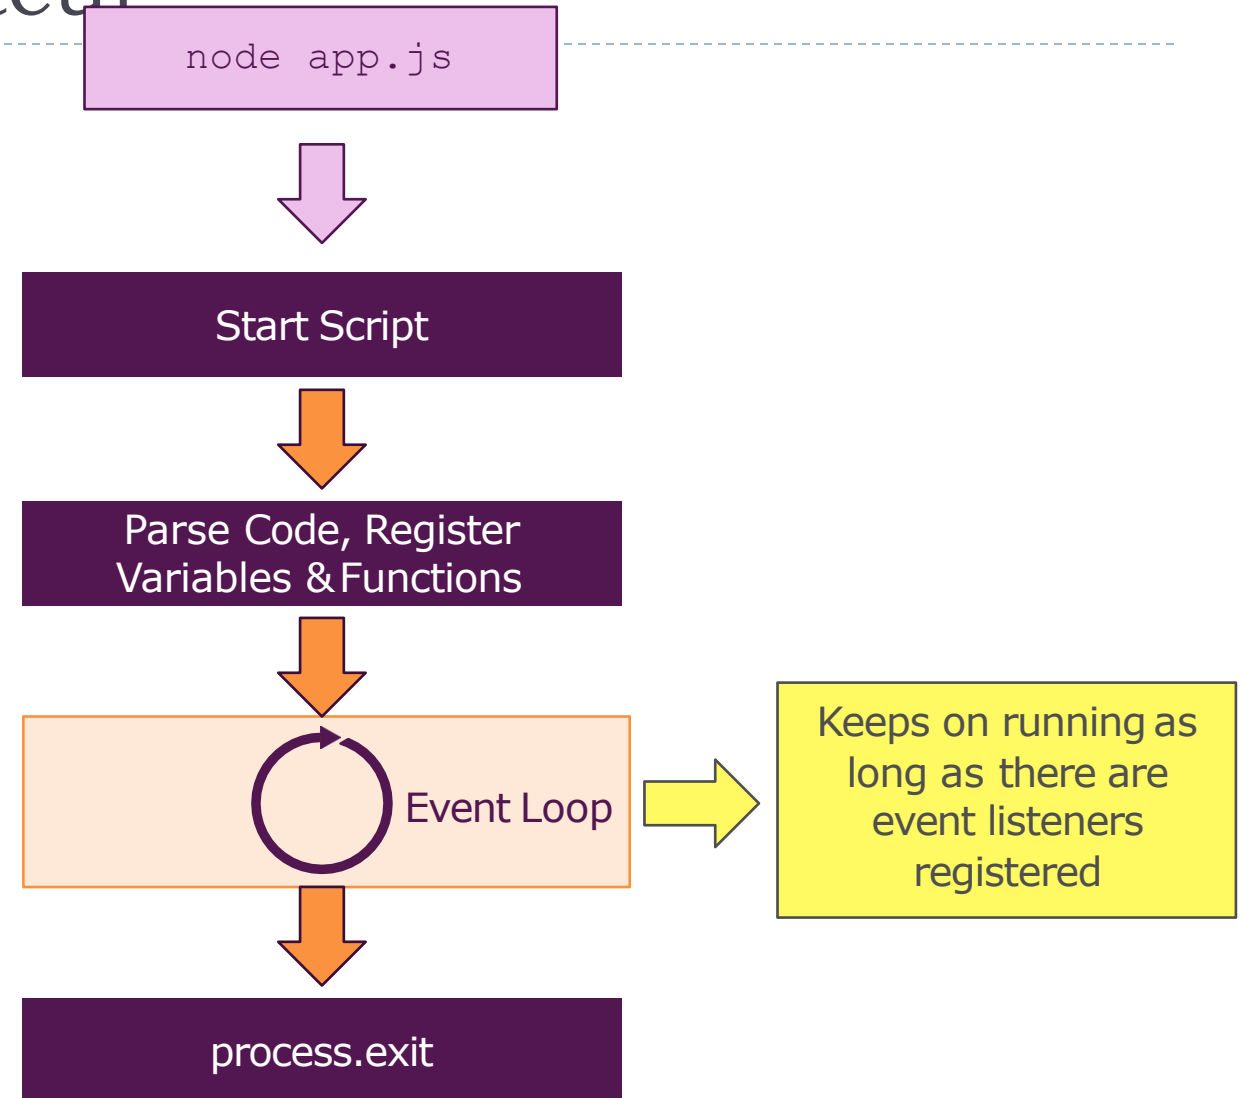 node app.js
Start Script
Parse Code, Register
Variables & Functions
Event Loop
Keeps on running as
long as there are
event listeners
registered
process.exit